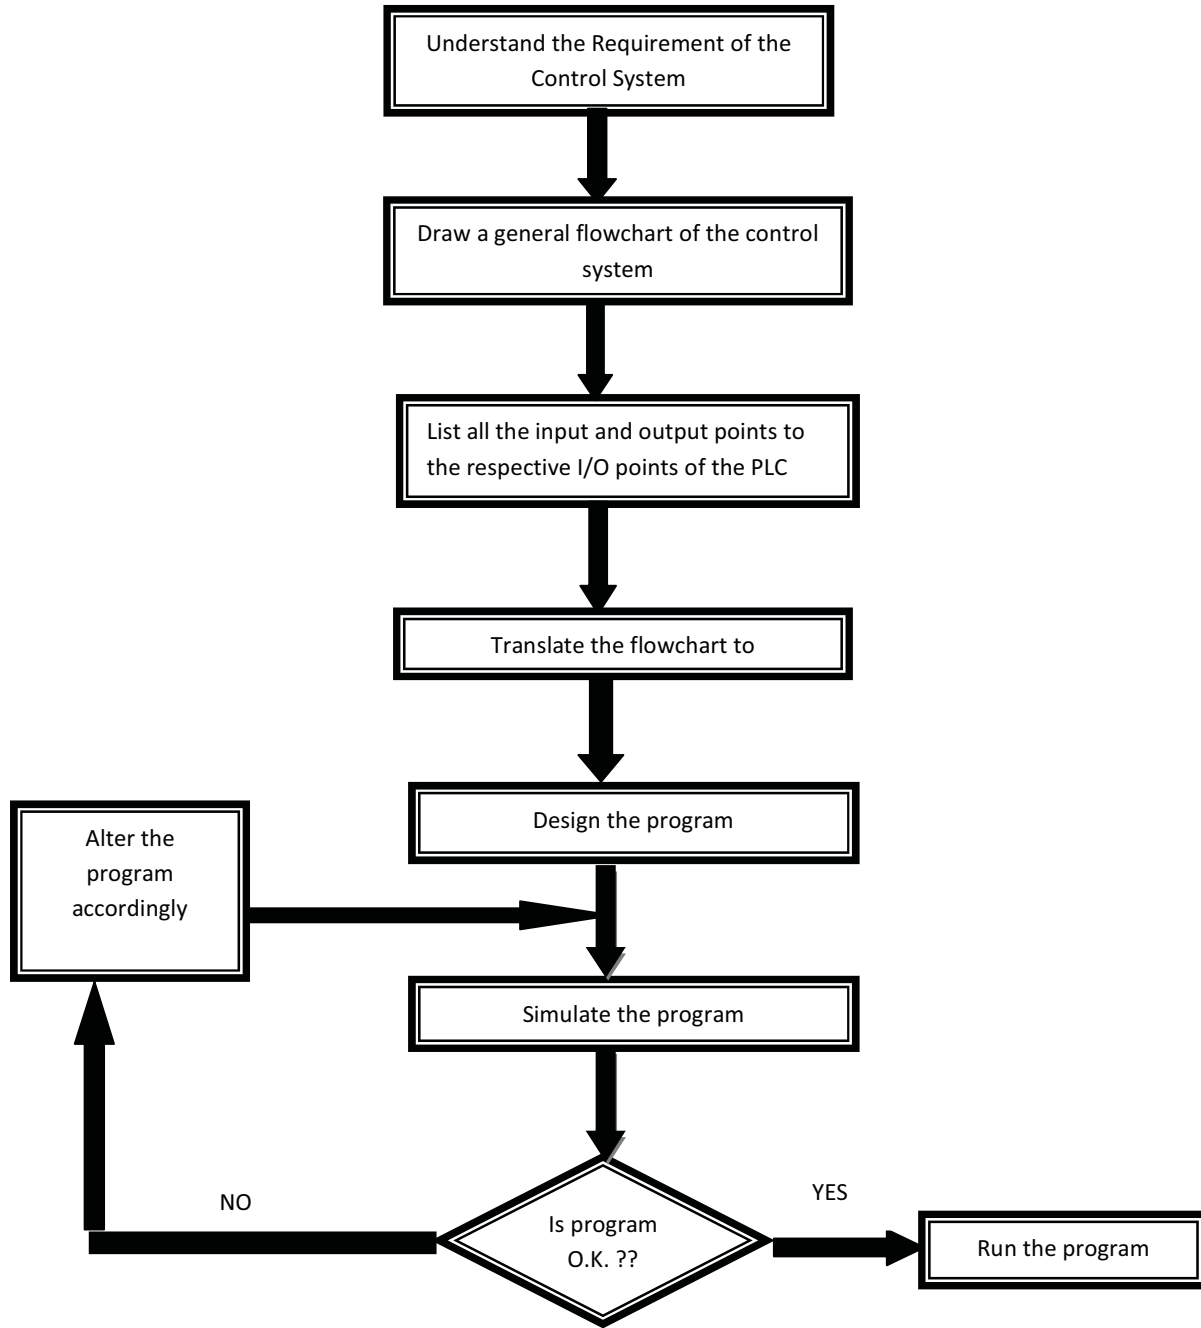 Understand the Requirement of the
Control System
Draw a general flowchart of the control
system
List all the input and output points to
the respective I/O points of the PLC
Translate the flowchart to
Design the program
Alter the
program
accordingly
Simulate the program
Is program
O.K. ??
NO
YES
Run the program